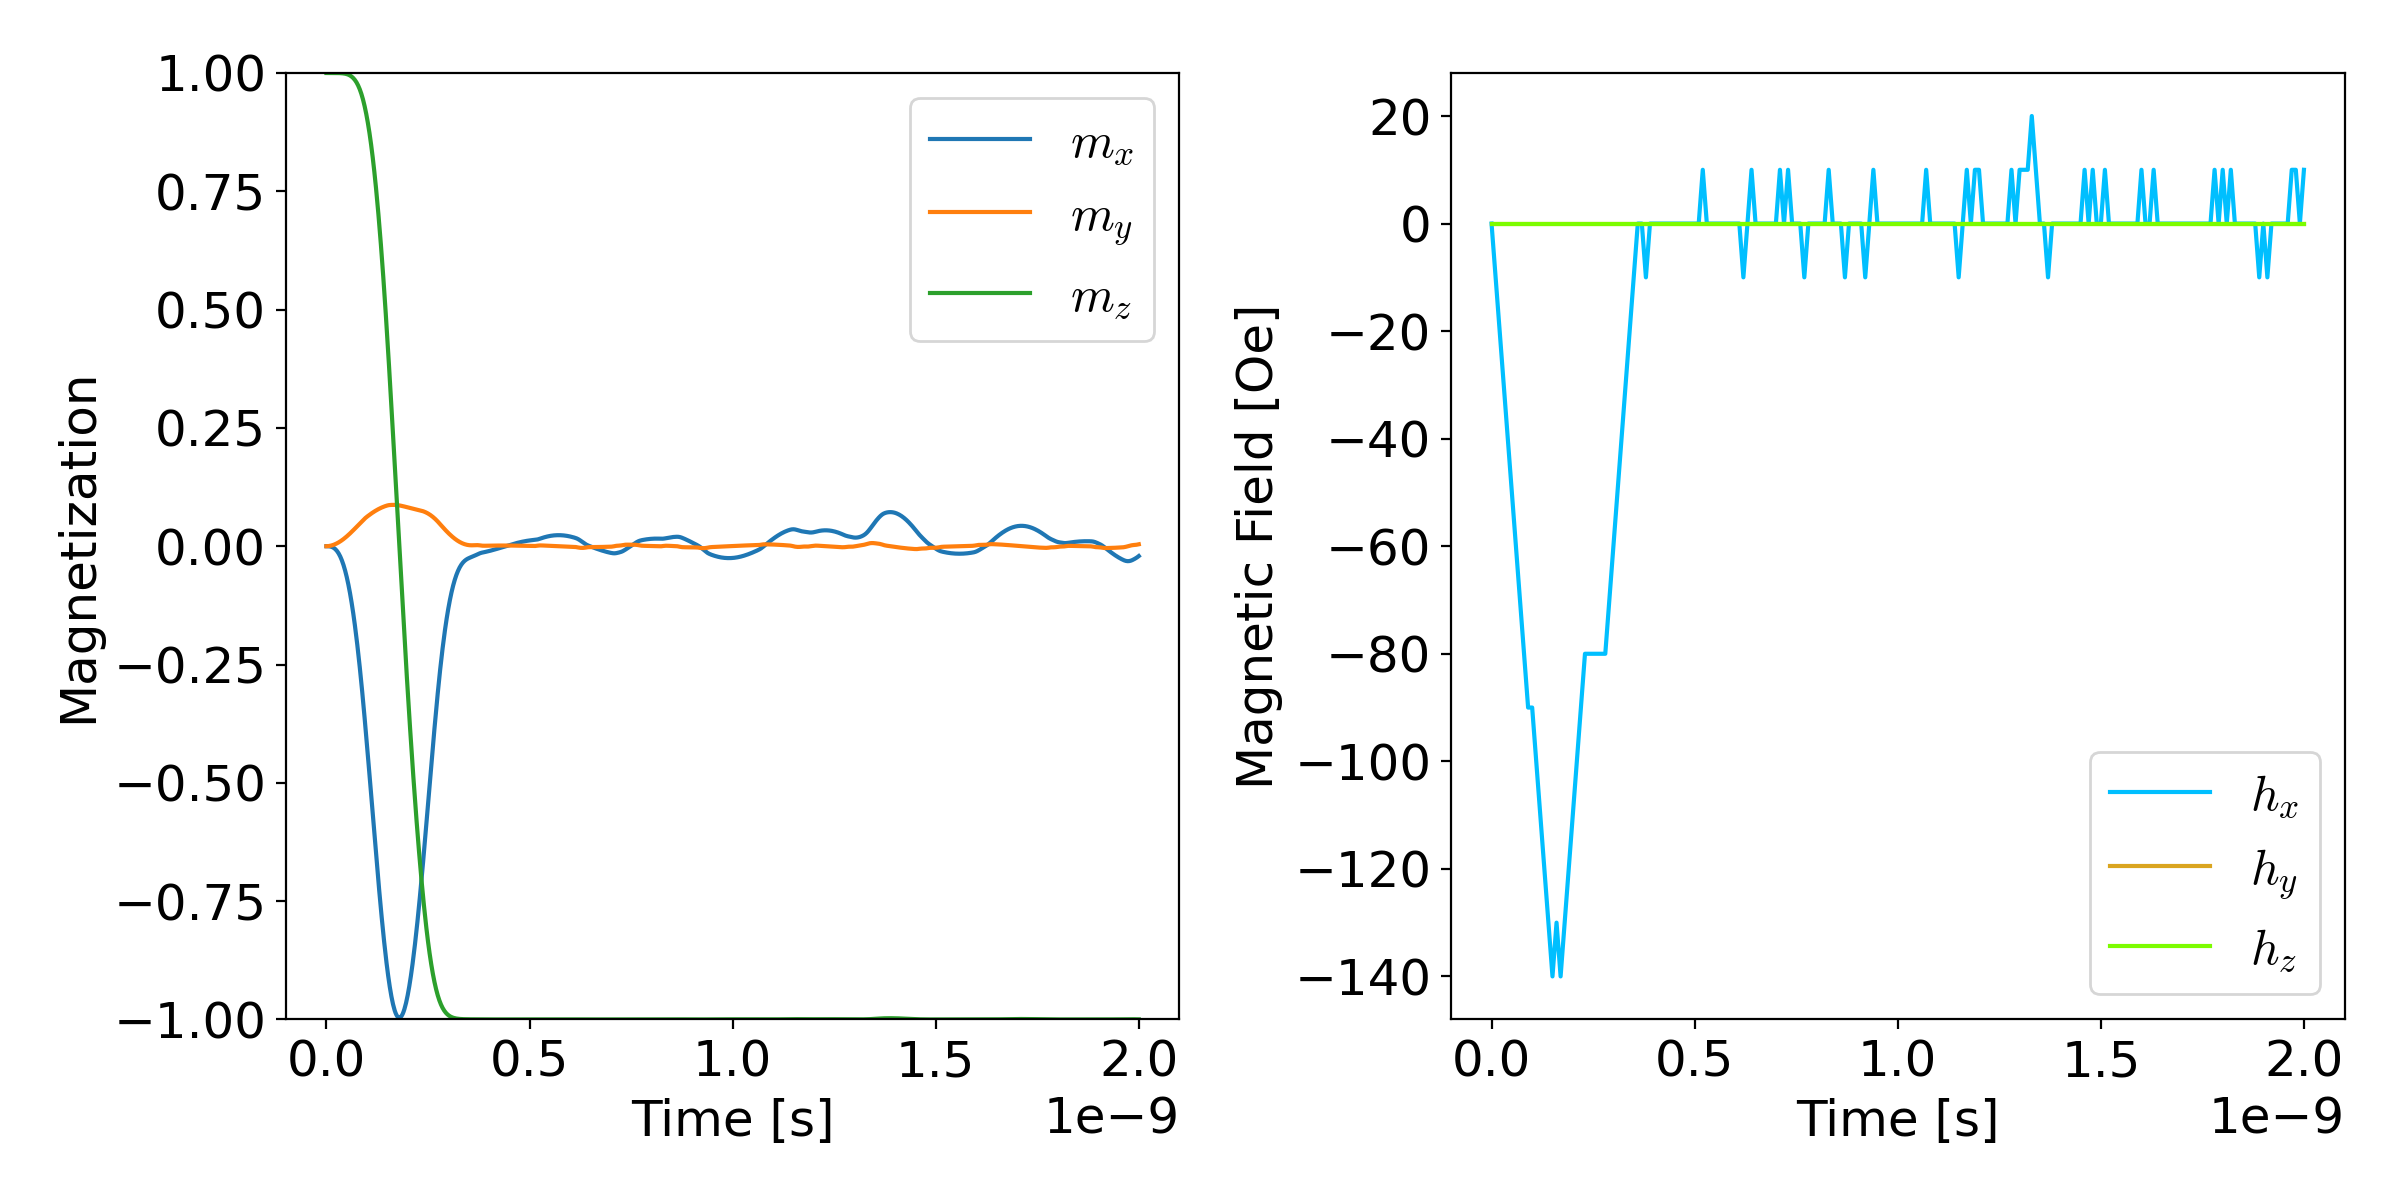 1.00
0.75
0.50
0.25
0.00
−0.25
−0.50
−0.75
−1.00
Magnetization
0.0 0.5 1.0 1.5 2.0
Time [s]
1e−9
m_x
m_y
m_z
20
0
−20
−40
−60
−80
−100
−120
−140
Magnetic Field [Oe]
0.0 0.5 1.0 1.5 2.0
Time [s]
1e−9
h_x
h_y
h_z